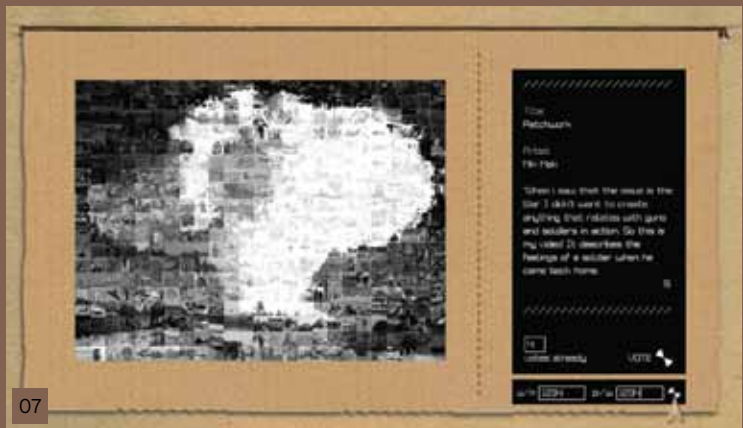 Title
Patchwork
Artist
"When i saw that the issue is the
War I didn't want to create
anything that relates with guns
and soldiers in action. So this is
my video! It describes the
feelings of a soldier when he
came back home.
votes already
VOTE
07